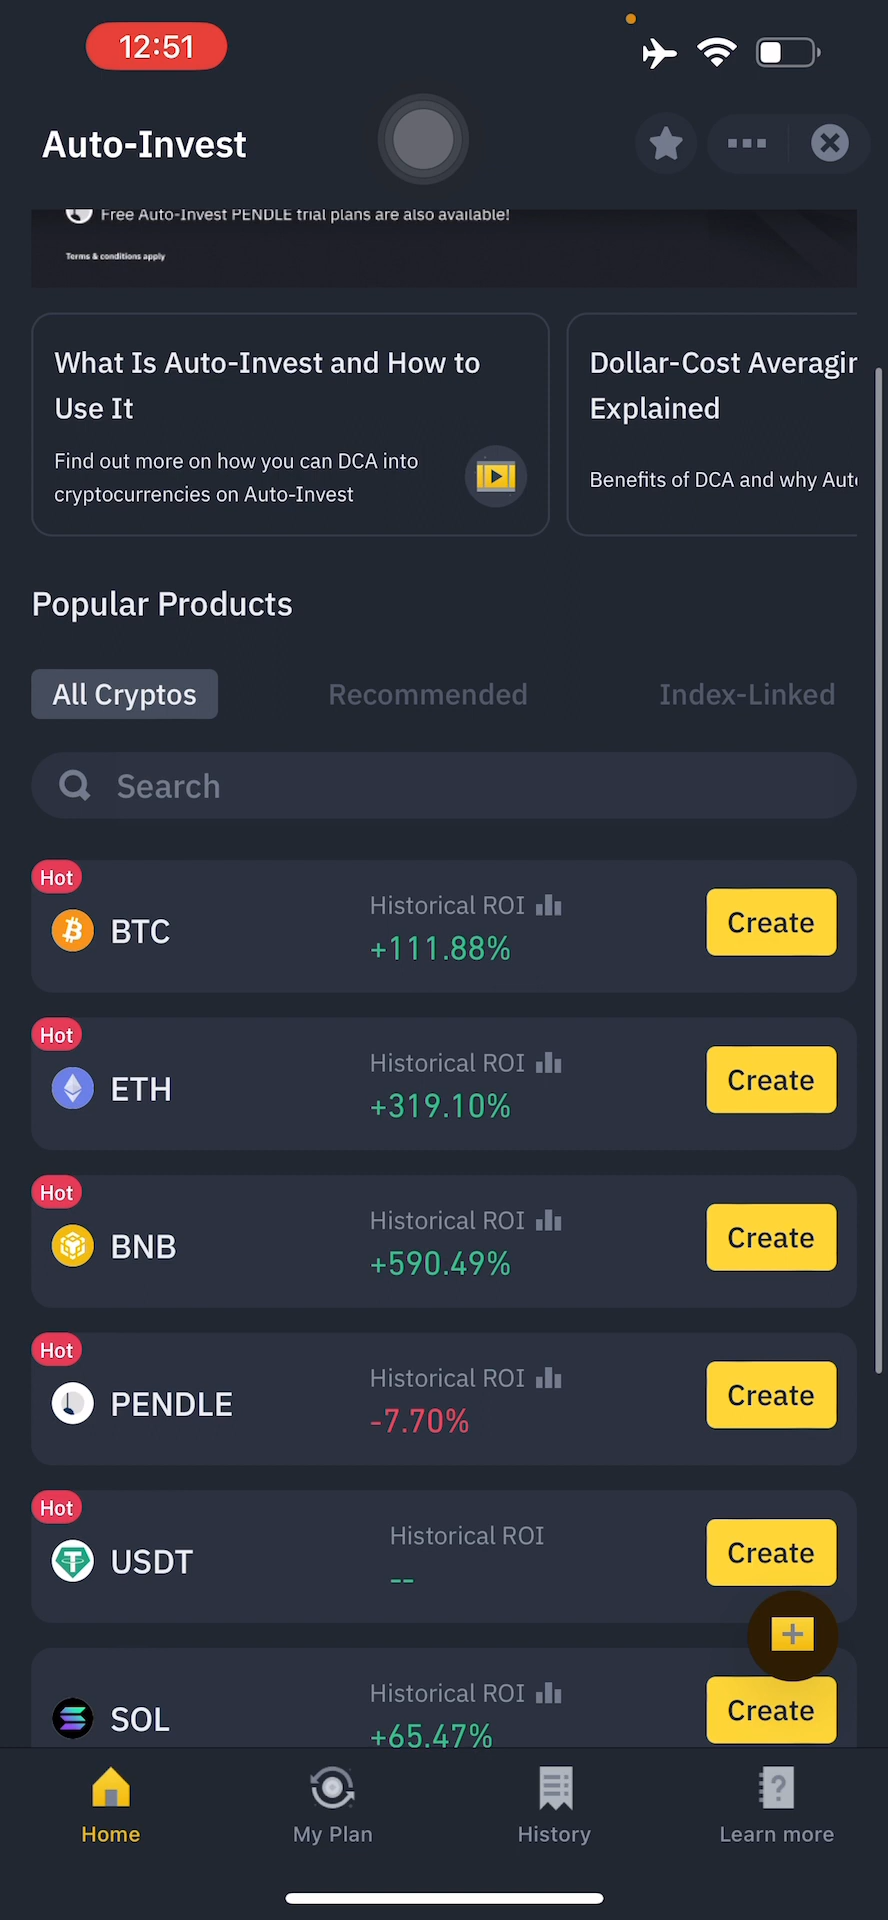 12:51
Auto-Invest
Free Auto-Invest PENDLE trial plans are also available!
Terms & conditions apply
What Is Auto-Invest and How to
Use It
Find out more on how you can DCA into
cryptocurrencies on Auto-Invest
Dollar-Cost Averagin
Explained
Benefits of DCA and why Auto
Popular Products
All Cryptos
Recommended
Index-Linked
Search
Hot
BTC
Historical ROI
+111.88%
Create
Hot
ETH
Historical ROI
+319.10%
Create
Hot
BNB
Historical ROI
+590.49%
Create
Hot
PENDLE
Historical ROI
-7.70%
Create
Hot
USDT
Historical ROI
--
Create
SOL
Historical ROI
+65.47%
Create
Home
My Plan
History
Learn more